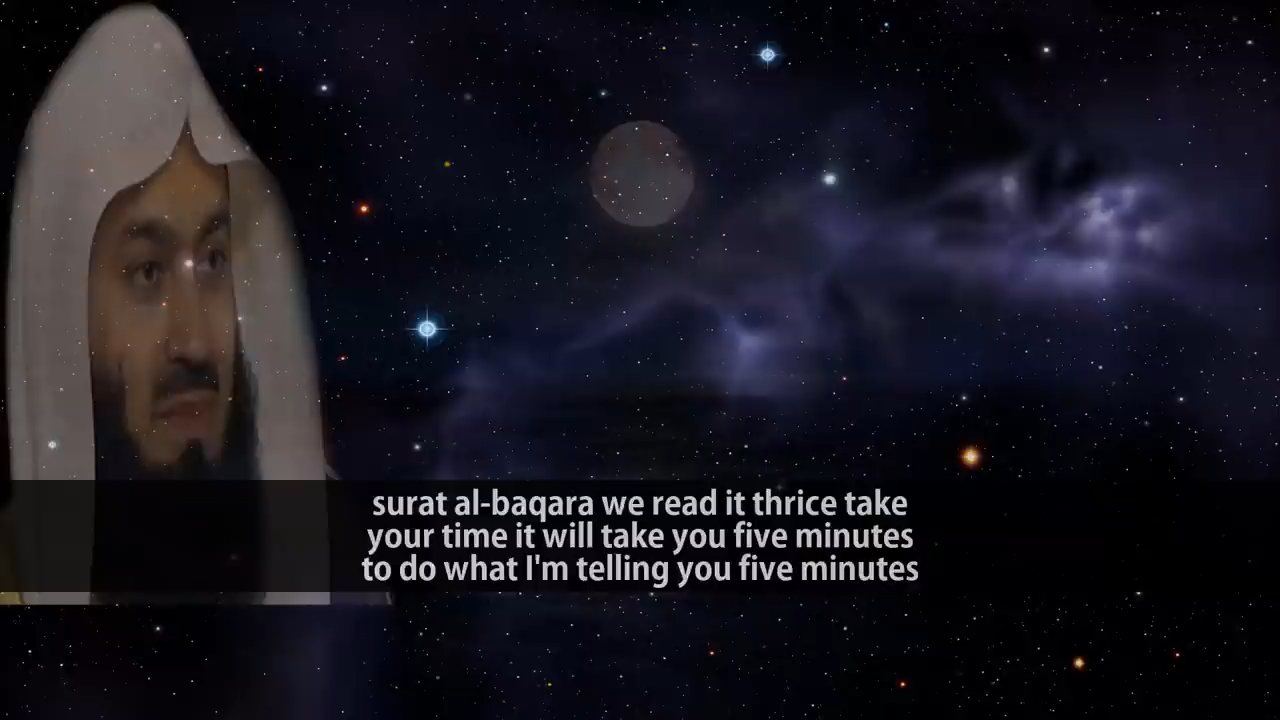 surat al-baqara we read it thrice take
your time it will take you five minutes
to do what I'm telling you five minutes